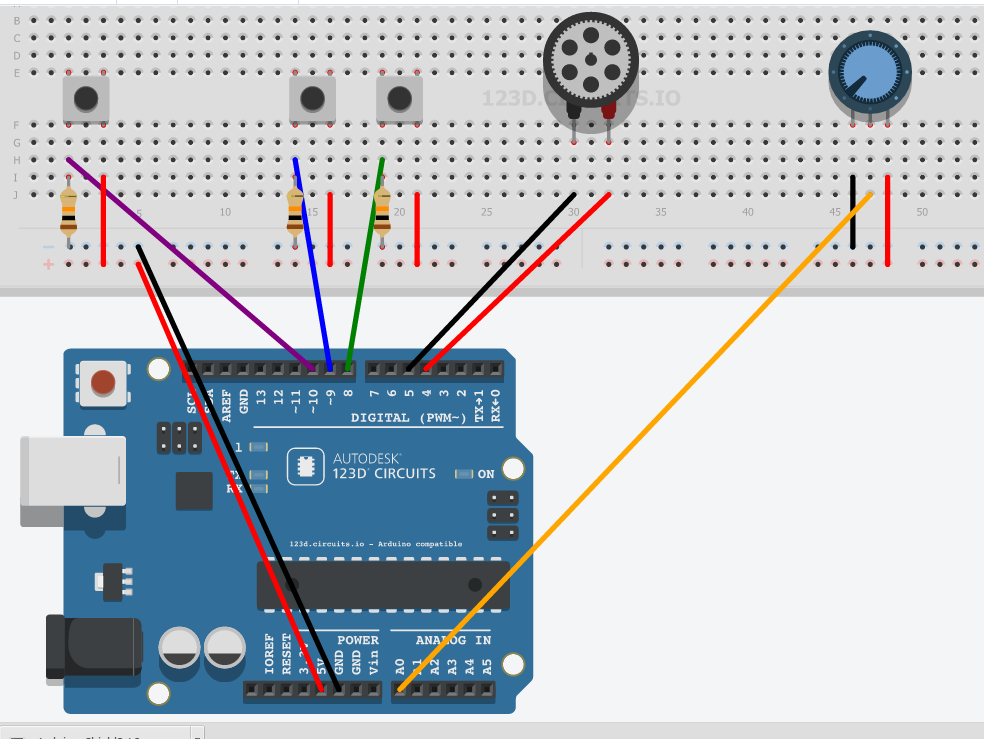 B
C
D
E
123D.C
TS.IO
F
G
H
I
J
5 10 15 20 25 30 35 40 45 50
−
+
SCL
SDA
AREF
GND
13
12
~11
~10
~9
8
7
6
5
4
3
2
TX→1
RX←0
DIGITAL (PWM~)
1
TX
RX
AUTODESK
123D CIRCUITS
ON
123d.circuits.io - Arduino compatible
POWER
ANALOG IN
IOREF
RESET
3.3V
5V
GND
GND
Vin
A0
A1
A2
A3
A4
A5